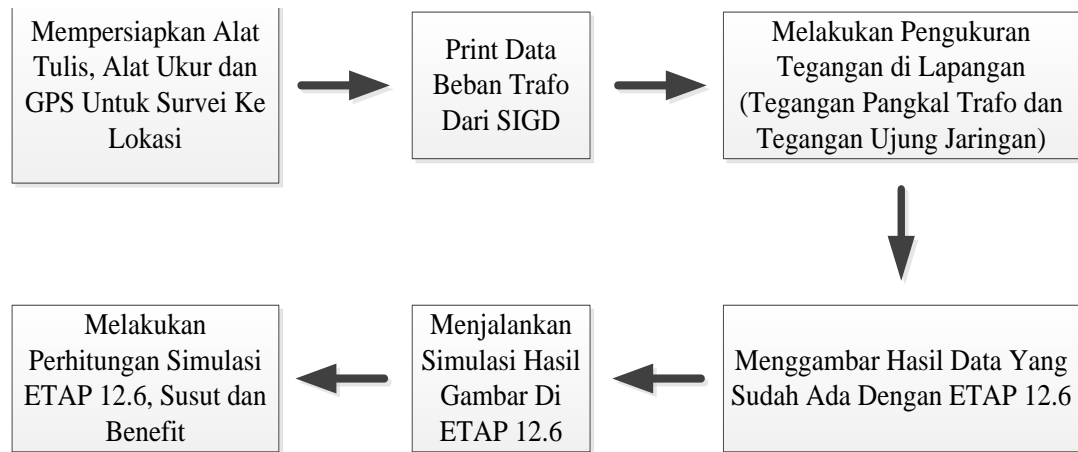 Mempersiapkan Alat
Tulis, Alat Ukur dan
GPS Untuk Survei Ke
Lokasi
Print Data
Beban Trafo
Dari SIGD
Melakukan Pengukuran
Tegangan di Lapangan
(Tegangan Pangkal Trafo dan
Tegangan Ujung Jaringan)
Menggambar Hasil Data Yang
Sudah Ada Dengan ETAP 12.6
Menjalankan
Simulasi Hasil
Gambar Di
ETAP 12.6
Melakukan
Perhitungan Simulasi
ETAP 12.6, Susut dan
Benefit